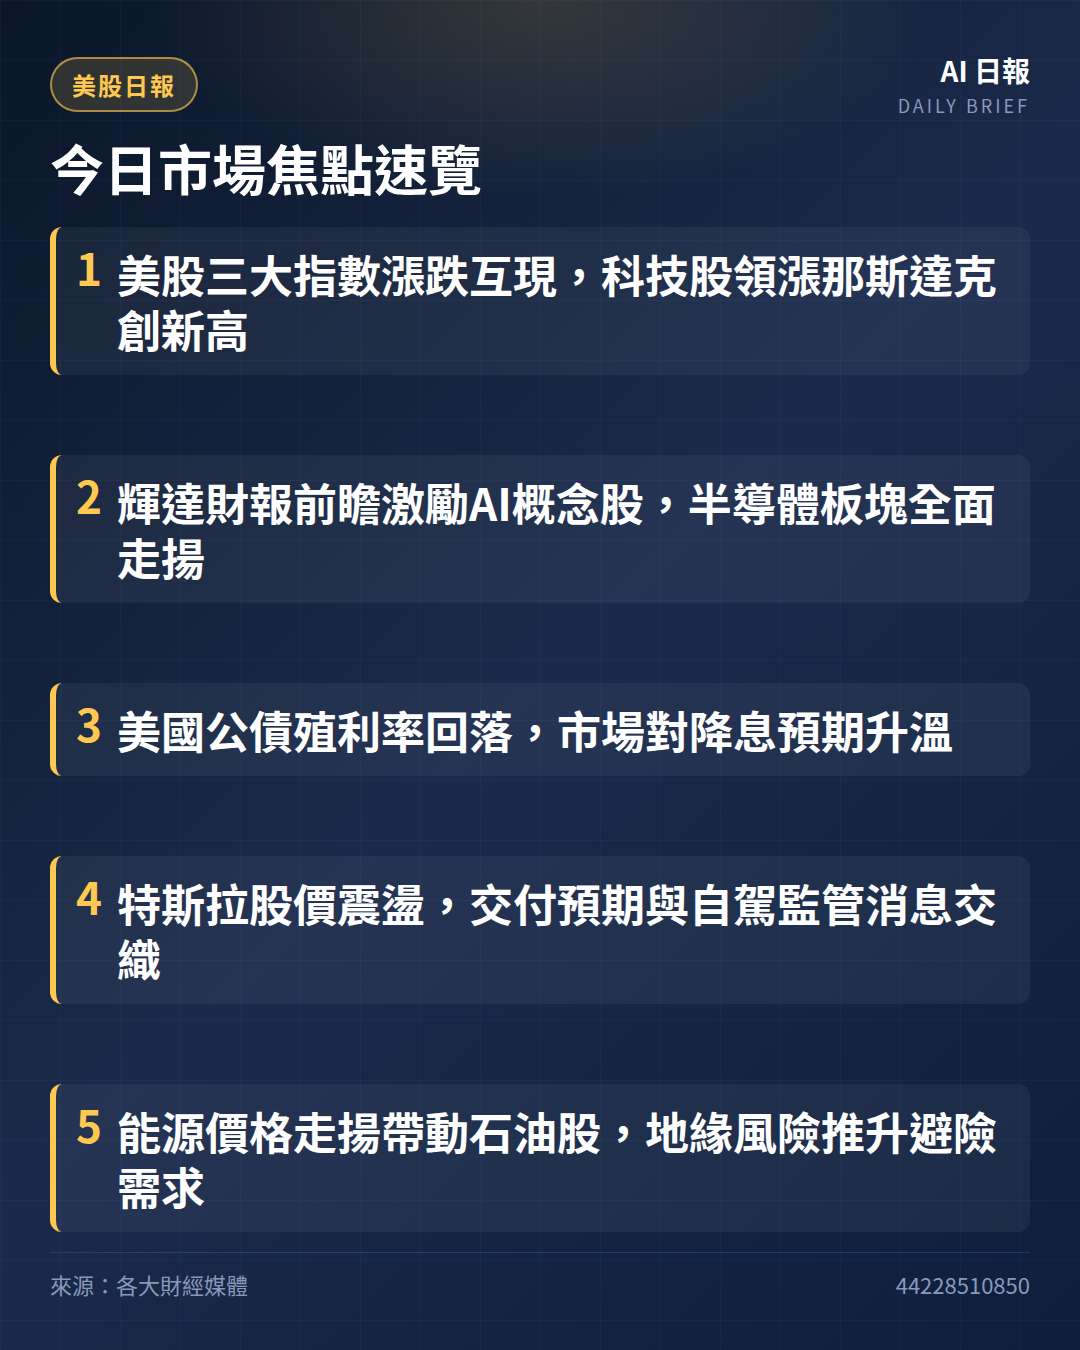 美股日報
AI 日報
DAILY BRIEF
今日市場焦點速覽
1 美股三大指數漲跌互現，科技股領漲那斯達克
創新高
2 輝達財報前瞻激勵AI概念股，半導體板塊全面
走揚
3 美國公債殖利率回落，市場對降息預期升溫
4 特斯拉股價震盪，交付預期與自駕監管消息交
織
5 能源價格走揚帶動石油股，地緣風險推升避險
需求
來源：各大財經媒體
44228510850